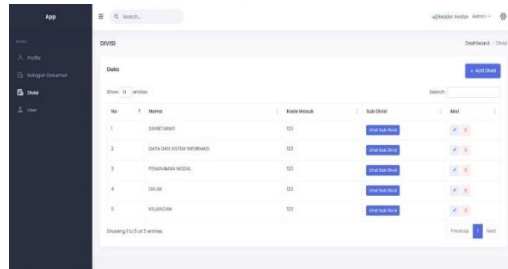 App
Search...
Header Avatar Admin
DIVISI
Dashboard / Divisi
Profile
Kategori Dokumen
Divisi
User
Data
+ Add Divisi
Show 10 entries
Search:
No Nama Kode Masuk Sub Divisi Aksi
1 SEKRETARIAT 123 Lihat Sub Divisi
2 DATA DAN SISTEM INFORMASI 123 Lihat Sub Divisi
3 PENANAMAN MODAL 123 Lihat Sub Divisi
4 DALAK 123 Lihat Sub Divisi
5 KEUANGAN 123 Lihat Sub Divisi
Showing 1 to 5 of 5 entries
Previous 1 Next